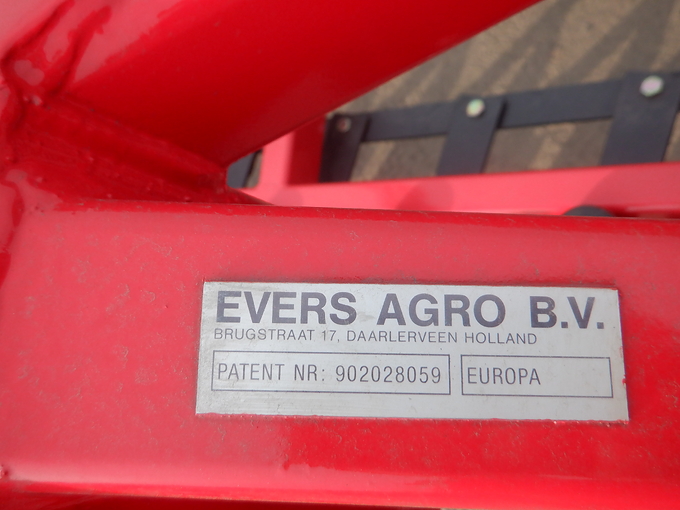 EVERS AGRO B.V.
BRUGSTRAAT 17, DAARLERVEEN HOLLAND
PATENT NR: 902028059 EUROPA